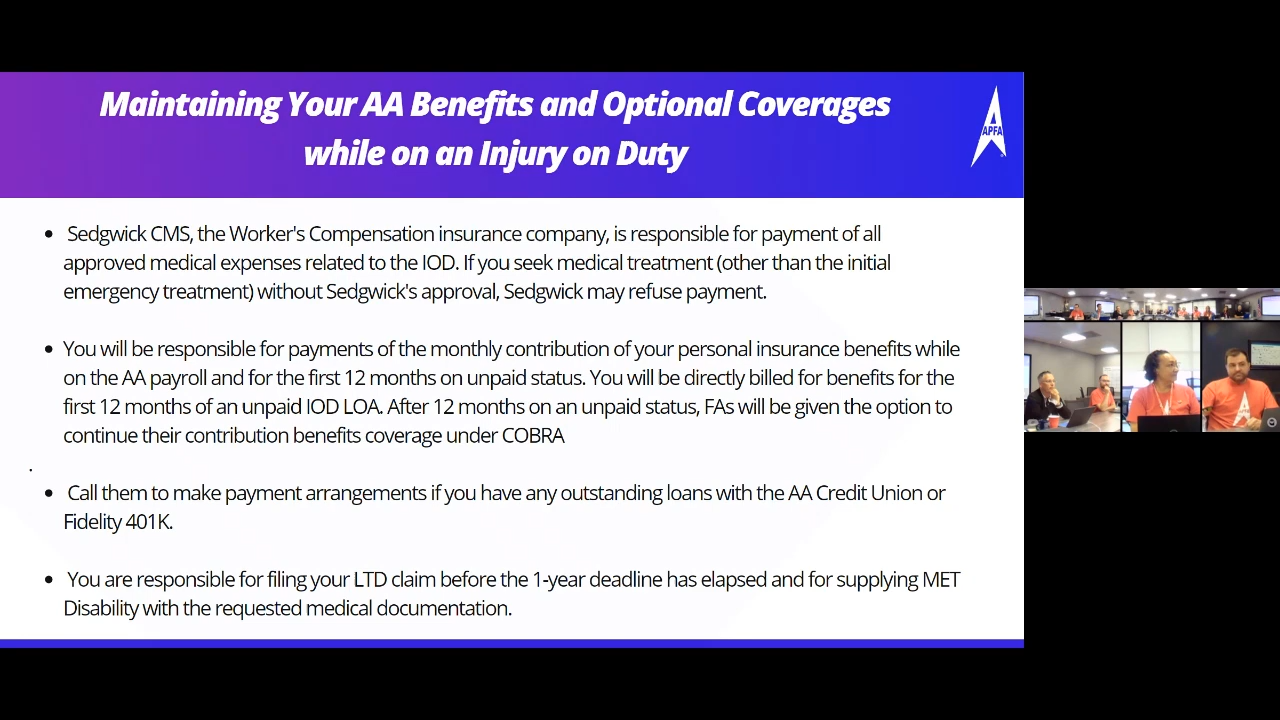 Maintaining Your AA Benefits and Optional Coverages
while on an Injury on Duty
APFA
• Sedgwick CMS, the Worker's Compensation insurance company, is responsible for payment of all
approved medical expenses related to the IOD. If you seek medical treatment (other than the initial
emergency treatment) without Sedgwick's approval, Sedgwick may refuse payment.
• You will be responsible for payments of the monthly contribution of your personal insurance benefits while
on the AA payroll and for the first 12 months on unpaid status. You will be directly billed for benefits for the
first 12 months of an unpaid IOD LOA. After 12 months on an unpaid status, FAs will be given the option to
continue their contribution benefits coverage under COBRA
.
• Call them to make payment arrangements if you have any outstanding loans with the AA Credit Union or
Fidelity 401K.
• You are responsible for filing your LTD claim before the 1-year deadline has elapsed and for supplying MET
Disability with the requested medical documentation.